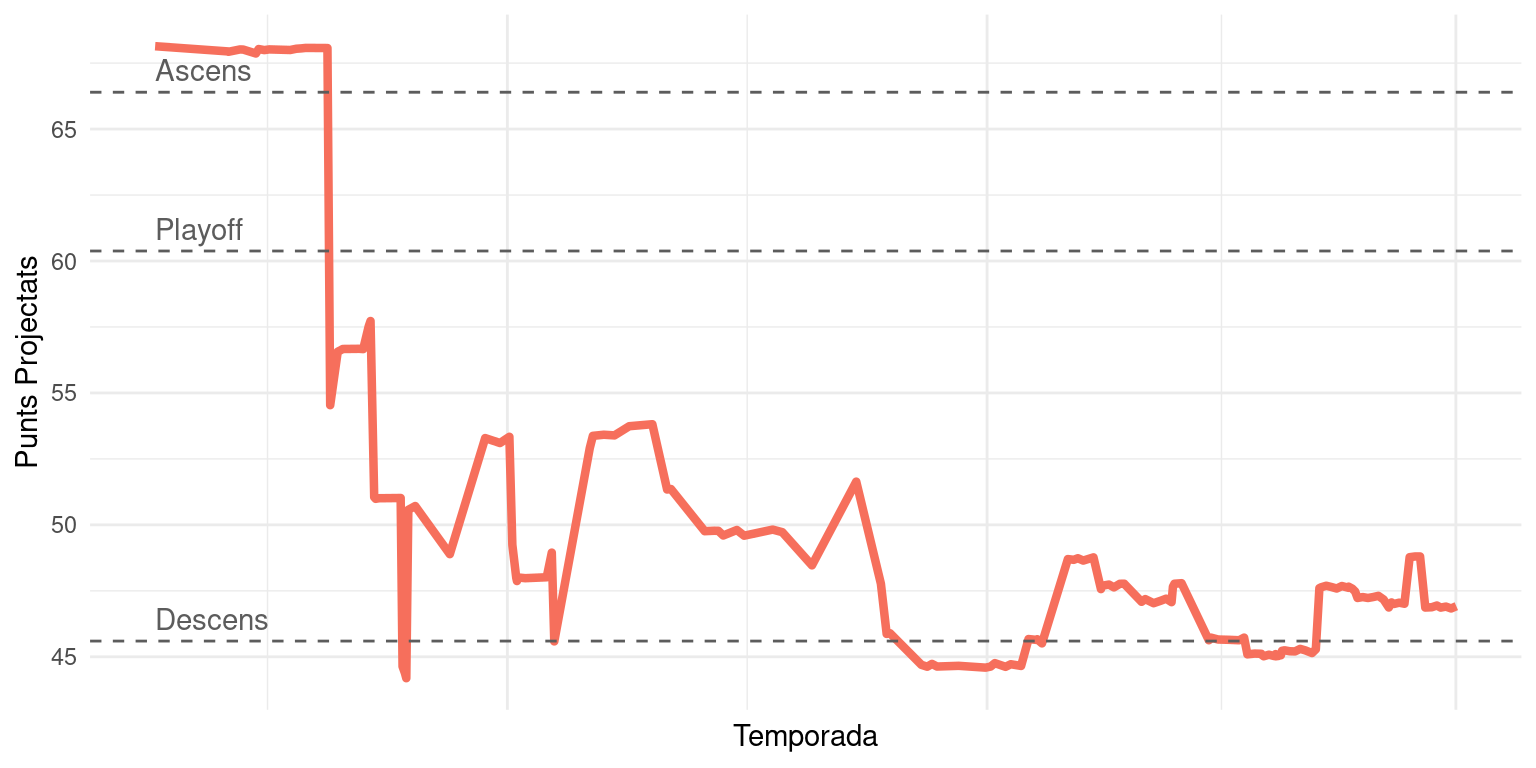 Ascens
65
Playoff
60
Punts Projectats
55
50
Descens
45
Temporada